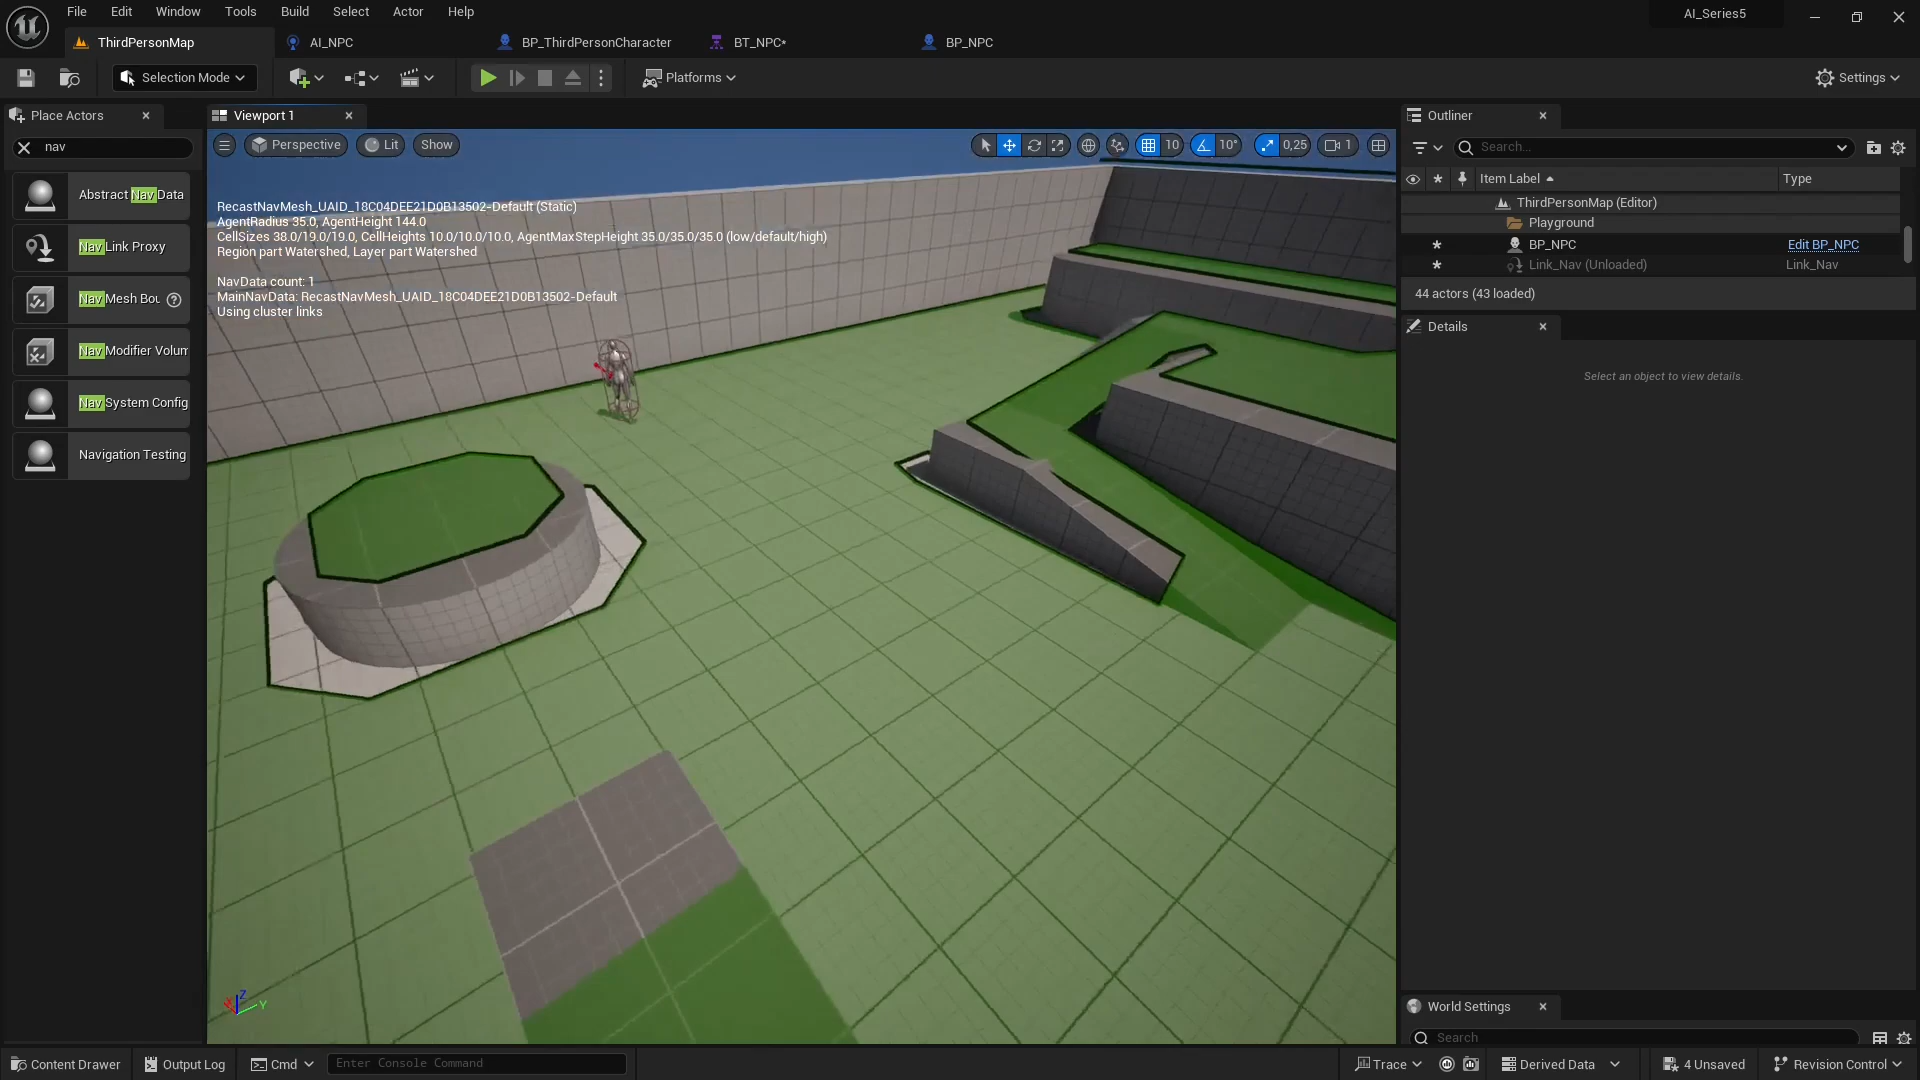 File Edit Window Tools Build Select Actor Help
AI_Series5
ThirdPersonMap AI_NPC BP_ThirdPersonCharacter BT_NPC* BP_NPC
Selection Mode Platforms Settings
Place Actors Viewport 1 Outliner
nav
Perspective Lit Show 10 10° 0,25 1
Search...
Item Label Type
Abstract Nav Data
Nav Link Proxy
Nav Mesh Bou
Nav Modifier Volum
Nav System Config
Navigation Testing
RecastNavMesh_UAID_18C04DEE21D0B13502-Default (Static)
AgentRadius 35.0, AgentHeight 144.0
CellSizes 38.0/19.0/19.0, CellHeights 10.0/10.0/10.0, AgentMaxStepHeight 35.0/35.0/35.0 (low/default/high)
Region part Watershed, Layer part Watershed
NavData count: 1
MainNavData: RecastNavMesh_UAID_18C04DEE21D0B13502-Default
Using cluster links
X Z Y
ThirdPersonMap (Editor)
Playground
BP_NPC Edit BP_NPC
Link_Nav (Unloaded) Link_Nav
44 actors (43 loaded)
Details
Select an object to view details.
World Settings
Search
Content Drawer Output Log Cmd Enter Console Command Trace Derived Data 4 Unsaved Revision Control